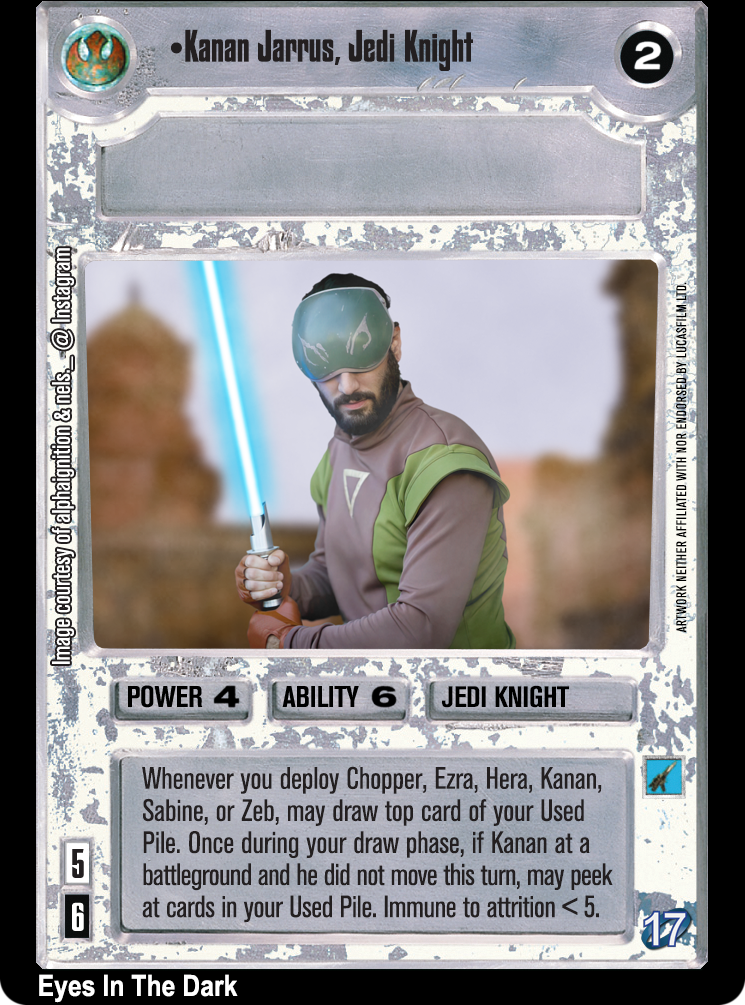 •Kanan Jarrus, Jedi Knight
2
Image courtesy of alphaignition & nels._ @ Instagram
ARTWORK NEITHER AFFILIATED WITH NOR ENDORSED BY LUCASFILM LTD.
POWER 4
ABILITY 6
JEDI KNIGHT
Whenever you deploy Chopper, Ezra, Hera, Kanan,
Sabine, or Zeb, may draw top card of your Used
Pile. Once during your draw phase, if Kanan at a
battleground and he did not move this turn, may peek
at cards in your Used Pile. Immune to attrition < 5.
5
6
17
Eyes In The Dark